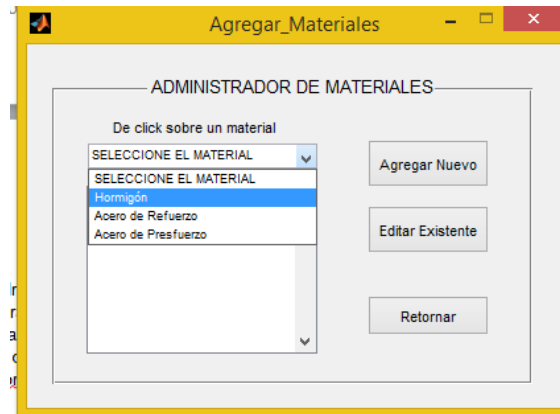 Agregar_Materiales
ADMINISTRADOR DE MATERIALES
De click sobre un material
SELECCIONE EL MATERIAL
SELECCIONE EL MATERIAL
Hormigón
Acero de Refuerzo
Acero de Presfuerzo
Agregar Nuevo
Editar Existente
Retornar